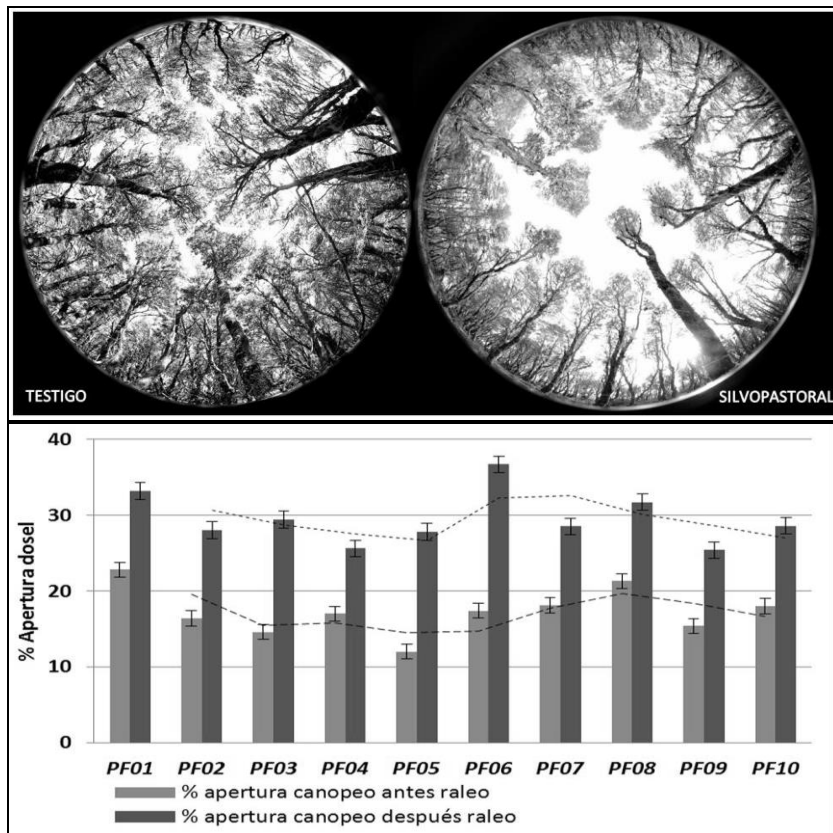 TESTIGO
SILVOPASTORAL
% Apertura dosel
40
30
20
10
0
PF01 PF02 PF03 PF04 PF05 PF06 PF07 PF08 PF09 PF10
% apertura canopeo antes raleo
% apertura canopeo después raleo